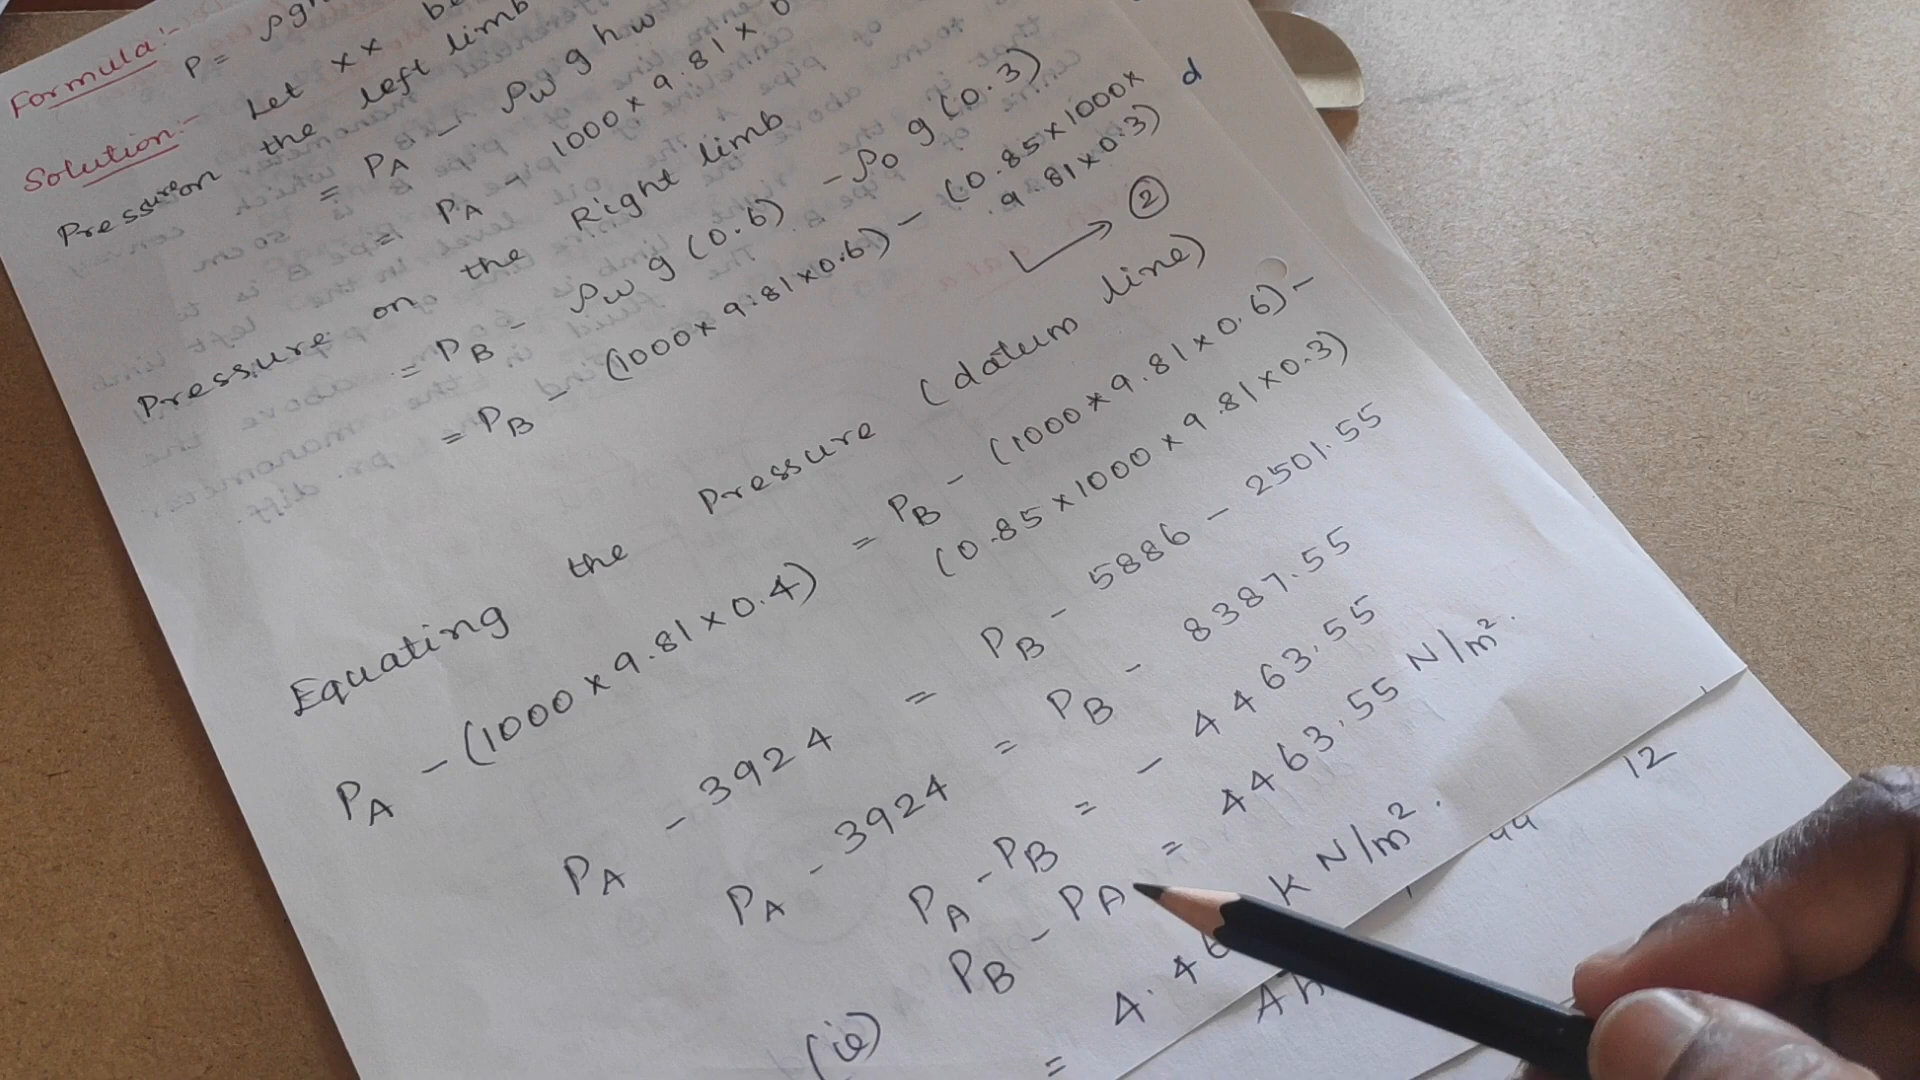 Formula:-
P = ρgh
Solution:- Let xx be
Pressure on the left limb
= PA - ρw g hw
= PA - 1000 x 9.81 x 0
Pressure on the Right limb
= PB - ρw g (0.6) - ρo g (0.3)
= PB - (1000 x 9.81 x 0.6) - (0.85 x 1000 x
9.81 x 0.3)
②
Equating the pressure (datum line)
PA - (1000 x 9.81 x 0.4) = PB - (1000 x 9.81 x 0.6) -
(0.85 x 1000 x 9.81 x 0.3)
PA - 3924 = PB - 5886 - 2501.55
PA - 3924 = PB - 8387.55
PA - PB = - 4463.55
(ie) PB - PA = 4463.55 N/m².
= 4.46 KN/m².
d
12